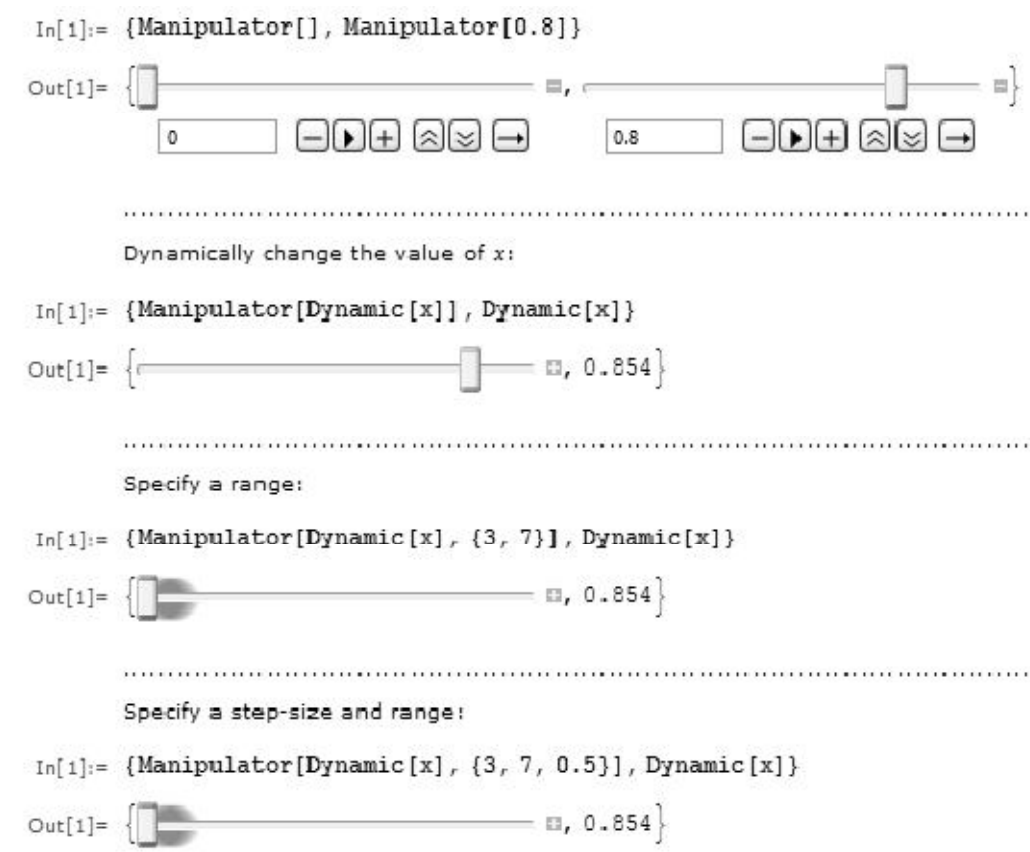 In[1]:= {Manipulator[], Manipulator[0.8]}
Out[1]= { , }
0 0.8
Dynamically change the value of x:
In[1]:= {Manipulator[Dynamic[x]], Dynamic[x]}
Out[1]= { , 0.854}
Specify a range:
In[1]:= {Manipulator[Dynamic[x], {3, 7}], Dynamic[x]}
Out[1]= { , 0.854}
Specify a step-size and range:
In[1]:= {Manipulator[Dynamic[x], {3, 7, 0.5}], Dynamic[x]}
Out[1]= { , 0.854}